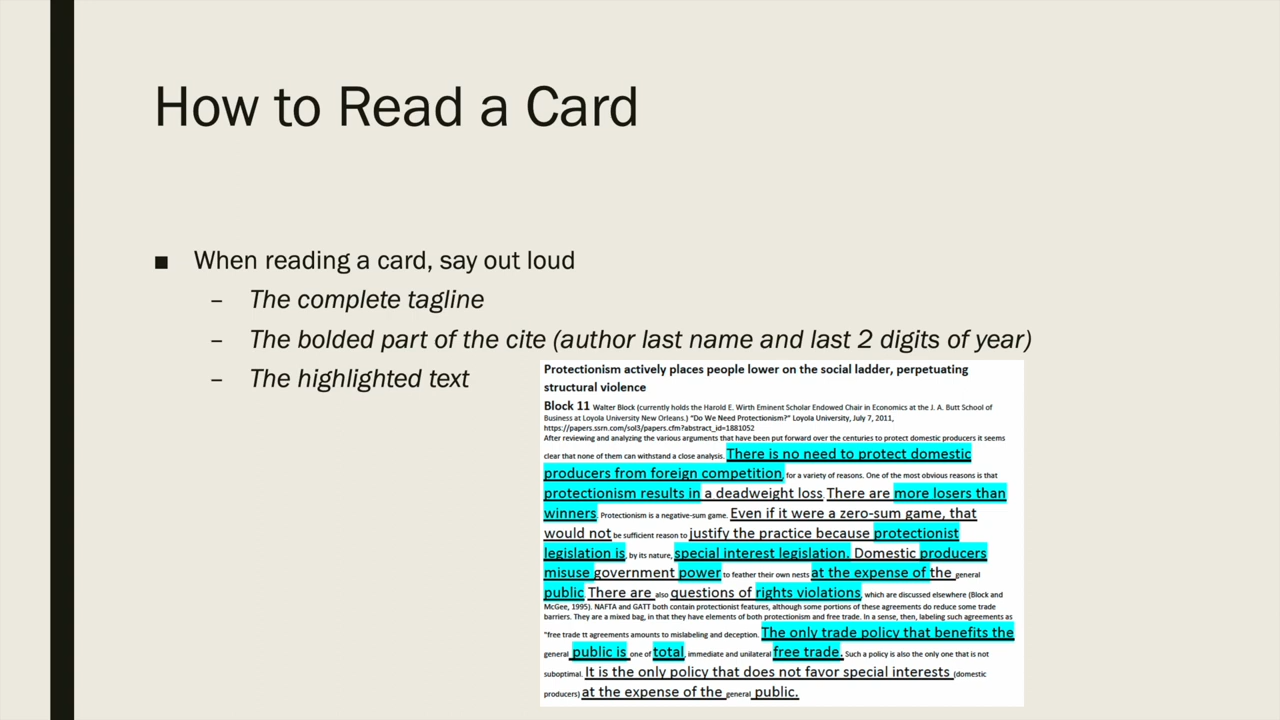 How to Read a Card
■ When reading a card, say out loud
– The complete tagline
– The bolded part of the cite (author last name and last 2 digits of year)
– The highlighted text
Protectionism actively places people lower on the social ladder, perpetuating
structural violence
Block 11 Walter Block (currently holds the Harold E. Wirth Eminent Scholar Endowed Chair in Economics at the J. A. Butt School of
Business at Loyola University New Orleans.) "Do We Need Protectionism?" Loyola University, July 7, 2011,
https://papers.ssrn.com/sol3/papers.cfm?abstract_id=1881052
After reviewing and analyzing the various arguments that have been put forward over the centuries to protect domestic producers it seems
clear that none of them can withstand a close analysis. There is no need to protect domestic
producers from foreign competition, for a variety of reasons. One of the most obvious reasons is that
protectionism results in a deadweight loss. There are more losers than
winners. Protectionism is a negative-sum game. Even if it were a zero-sum game, that
would not be sufficient reason to justify the practice because protectionist
legislation is, by its nature, special interest legislation. Domestic producers
misuse government power to feather their own nests at the expense of the general
public. There are also questions of rights violations, which are discussed elsewhere (Block and
McGee, 1995). NAFTA and GATT both contain protectionist features, although some portions of these agreements do reduce some trade
barriers. They are a mixed bag, in that they have elements of both protectionism and free trade. In a sense, then, labeling such agreements as
"free trade tt agreements amounts to mislabeling and deception. The only trade policy that benefits the
general public is one of total, immediate and unilateral free trade. Such a policy is also the only one that is not
suboptimal. It is the only policy that does not favor special interests (domestic
producers) at the expense of the general public.